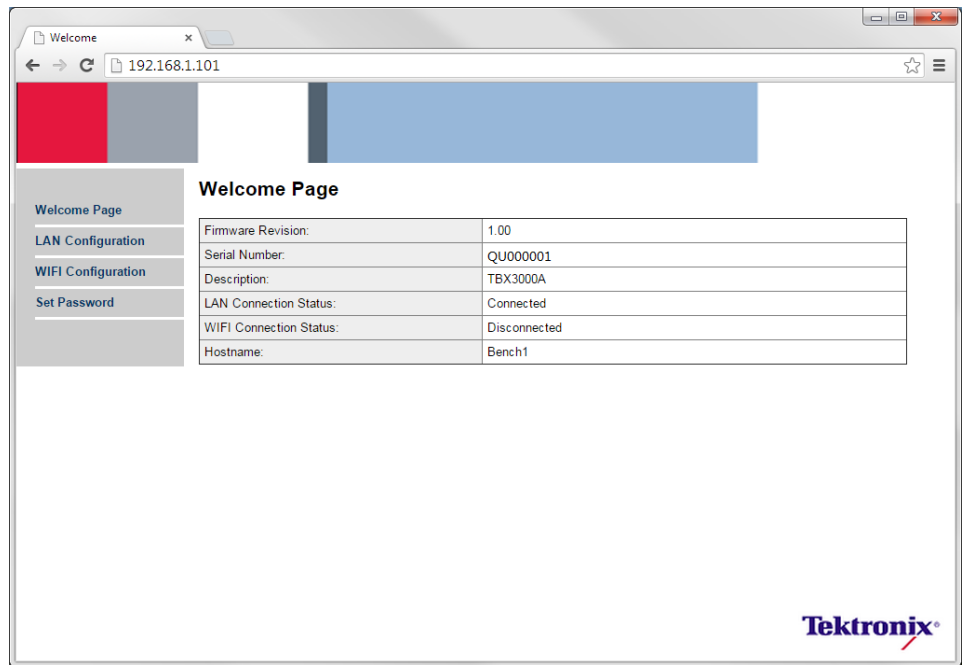 Welcome
192.168.1.101
Welcome Page
Welcome Page
LAN Configuration
WIFI Configuration
Set Password
Firmware Revision: 1.00
Serial Number: QU000001
Description: TBX3000A
LAN Connection Status: Connected
WIFI Connection Status: Disconnected
Hostname: Bench1
Tektronix